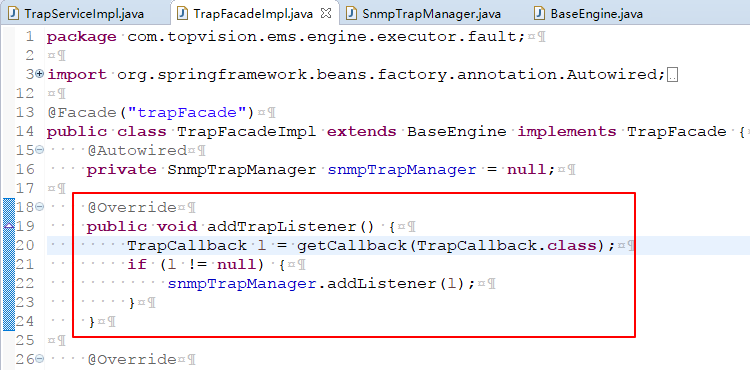 TrapServiceImpl.java TrapFacadeImpl.java SnmpTrapManager.java BaseEngine.java
1 package com.topvision.ems.engine.executor.fault;
2
3 import org.springframework.beans.factory.annotation.Autowired;
12
13 @Facade("trapFacade")
14 public class TrapFacadeImpl extends BaseEngine implements TrapFacade {
15 @Autowired
16 private SnmpTrapManager snmpTrapManager = null;
17
18 @Override
19 public void addTrapListener() {
20 TrapCallback l = getCallback(TrapCallback.class);
21 if (l != null) {
22 snmpTrapManager.addListener(l);
23 }
24 }
25
26 @Override